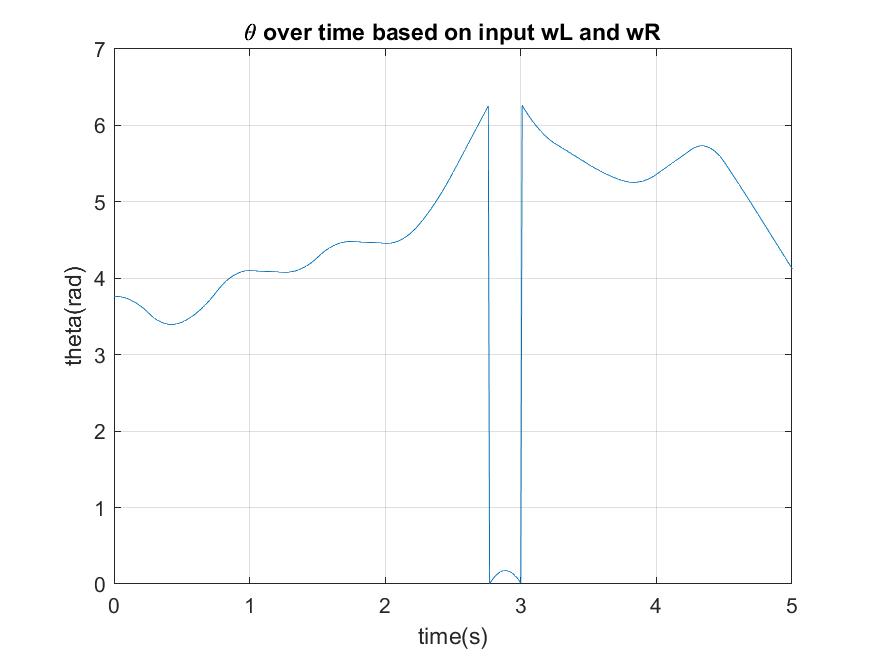 θ over time based on input wL and wR
7
6
5
4
3
2
1
0
theta(rad)
0 1 2 3 4 5
time(s)